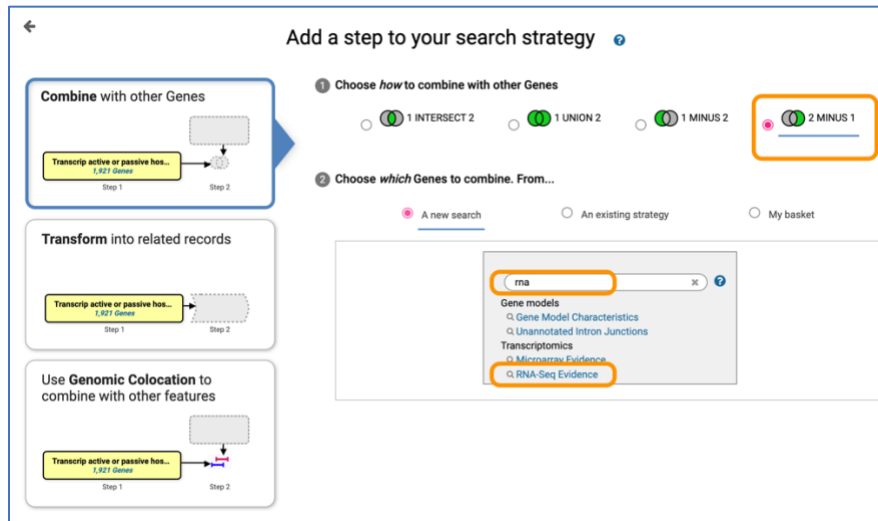 Add a step to your search strategy
Combine with other Genes
Transcrip active or passive hos...
1,921 Genes
Step 1
Step 2
Transform into related records
Transcrip active or passive hos...
1,921 Genes
Step 1
Step 2
Use Genomic Colocation to
combine with other features
Transcrip active or passive hos...
1,921 Genes
Step 1
Step 2
1 Choose how to combine with other Genes
1 INTERSECT 2
1 UNION 2
1 MINUS 2
2 MINUS 1
2 Choose which Genes to combine. From...
A new search
An existing strategy
My basket
rna
Gene models
Gene Model Characteristics
Unannotated Intron Junctions
Transcriptomics
Microarray Evidence
RNA-Seq Evidence